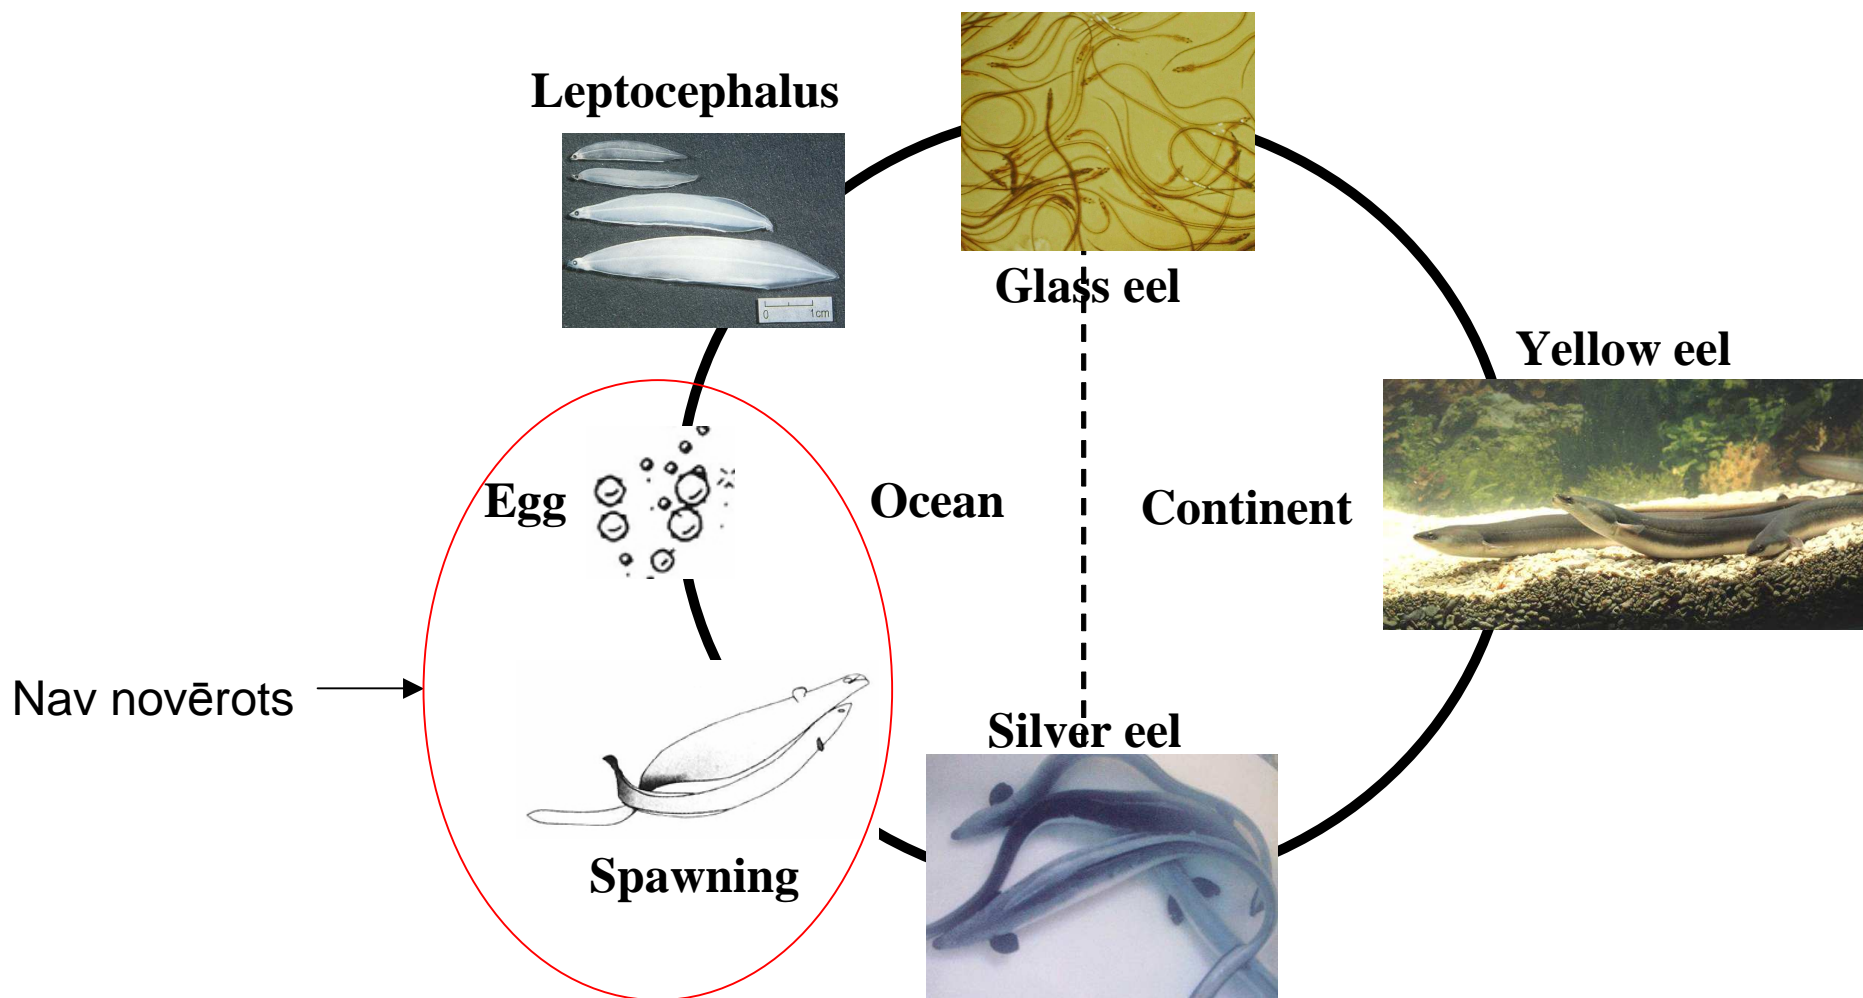 Leptocephalus
0 1cm
Glass eel
Yellow eel
Egg
Ocean
Continent
Nav novērots
Silver eel
Spawning